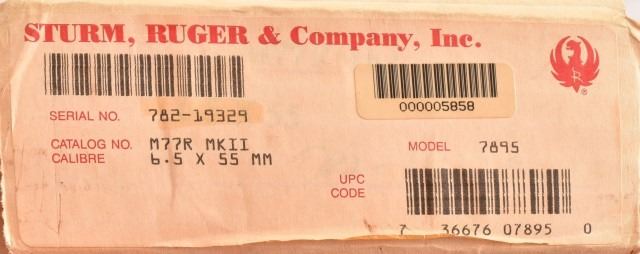 STURM, RUGER & Company, Inc.
000005858
SERIAL NO. 782-19329
CATALOG NO. M77R MKII
CALIBRE 6.5 X 55 MM
MODEL 7895
UPC
CODE
7 36676 07895 0
R
®